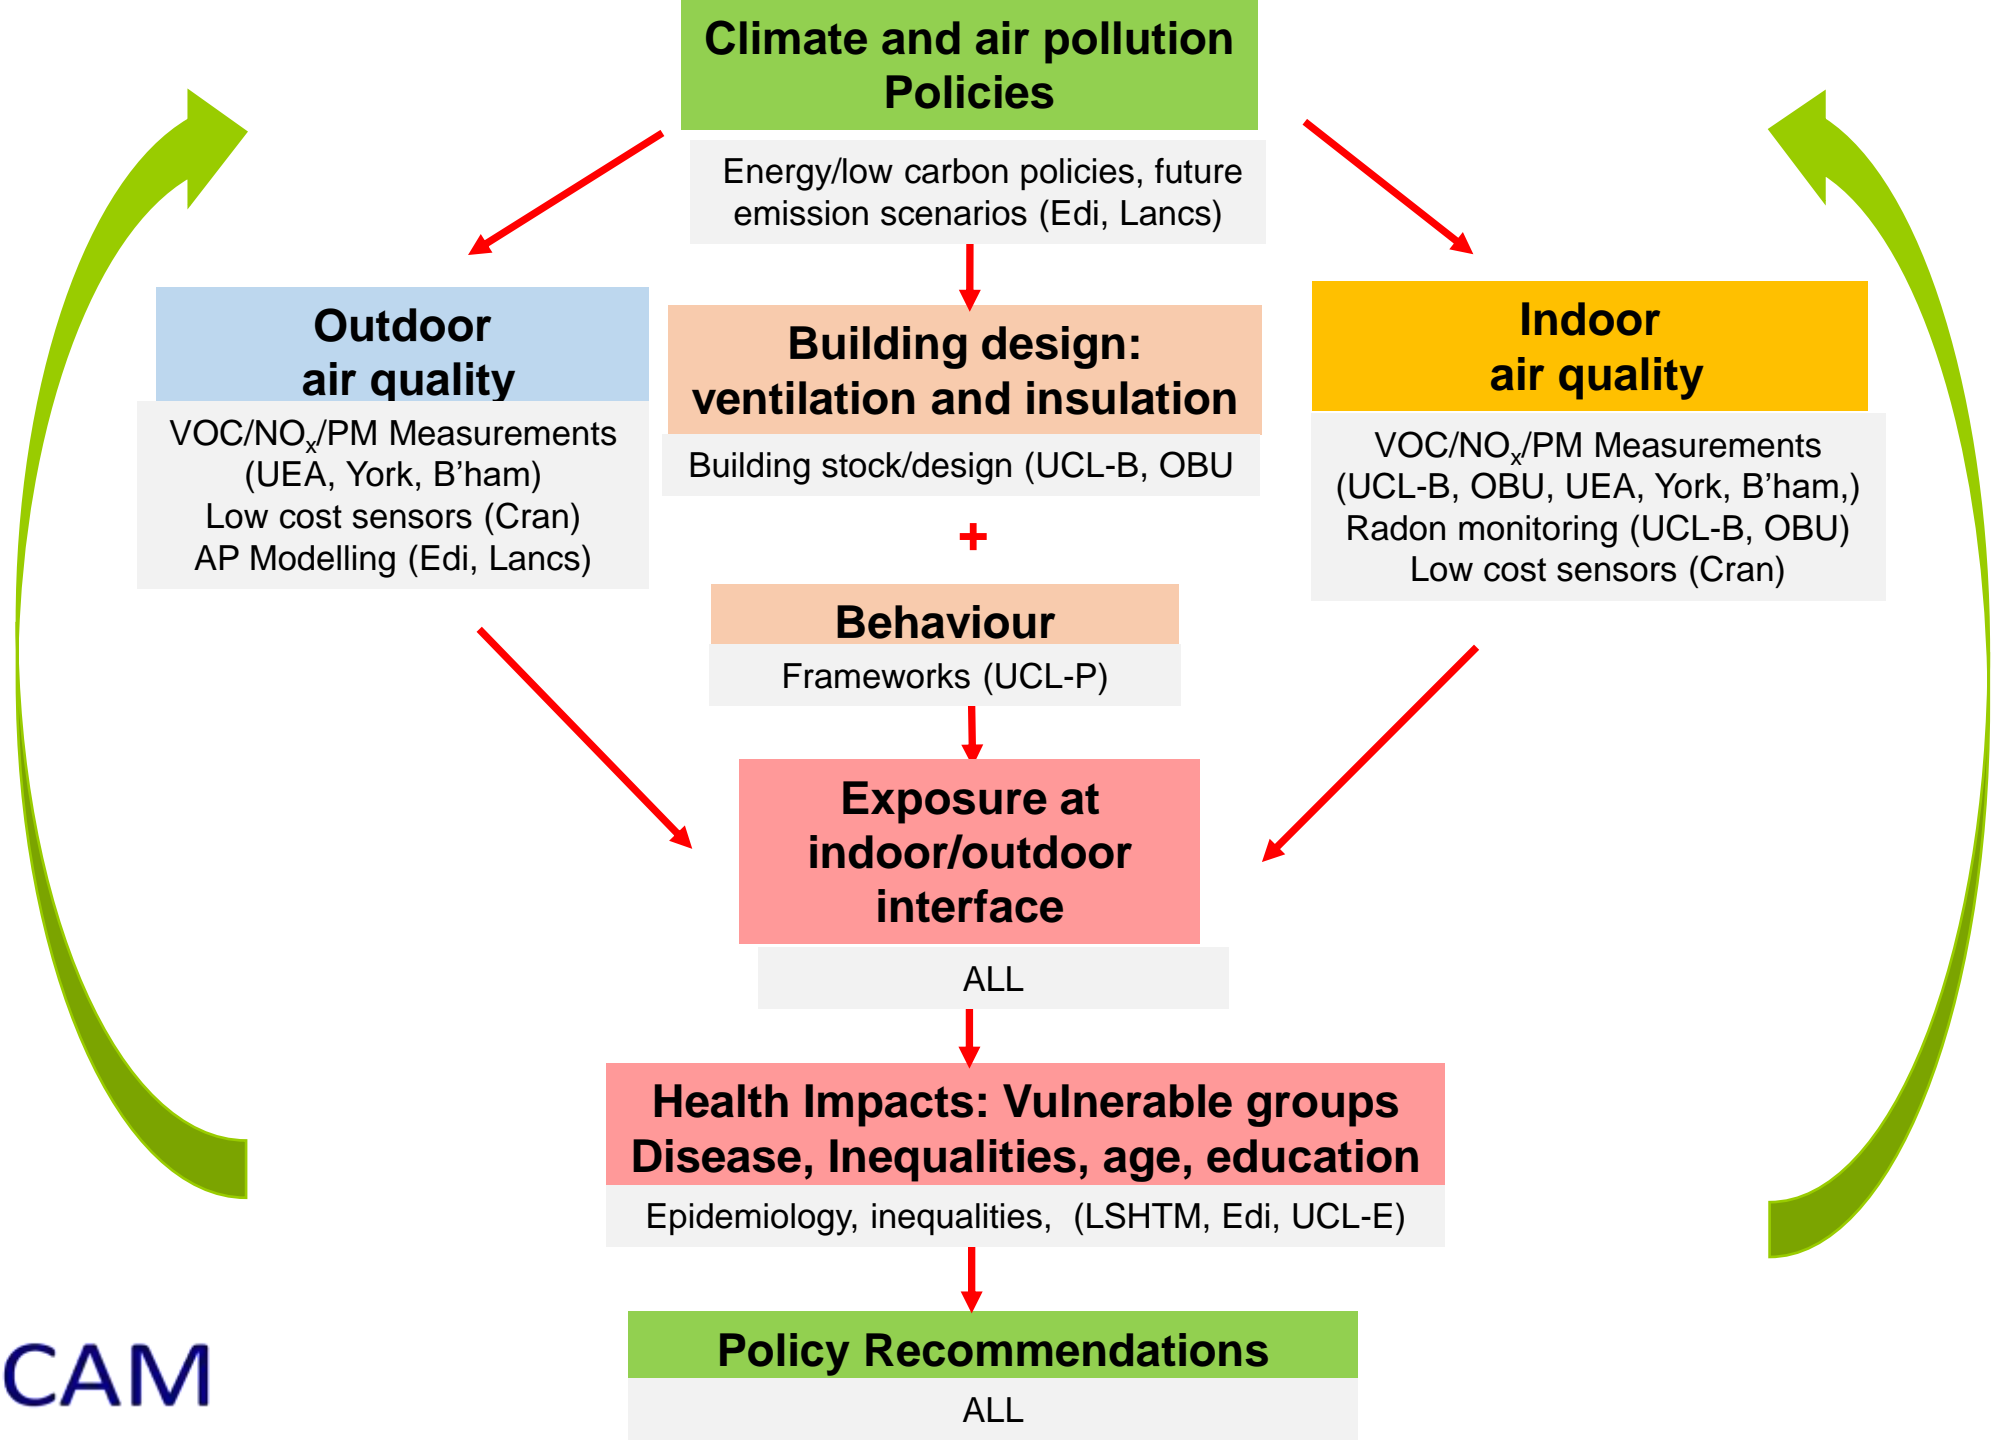 Climate and air pollution
Policies
Energy/low carbon policies, future
emission scenarios (Edi, Lancs)
Outdoor
air quality
VOC/NOx/PM Measurements
(UEA, York, B’ham)
Low cost sensors (Cran)
AP Modelling (Edi, Lancs)
Building design:
ventilation and insulation
Building stock/design (UCL-B, OBU
+
Behaviour
Frameworks (UCL-P)
Indoor
air quality
VOC/NOx/PM Measurements
(UCL-B, OBU, UEA, York, B’ham,)
Radon monitoring (UCL-B, OBU)
Low cost sensors (Cran)
Exposure at
indoor/outdoor
interface
ALL
Health Impacts: Vulnerable groups
Disease, Inequalities, age, education
Epidemiology, inequalities,  (LSHTM, Edi, UCL-E)
Policy Recommendations
ALL
CAM